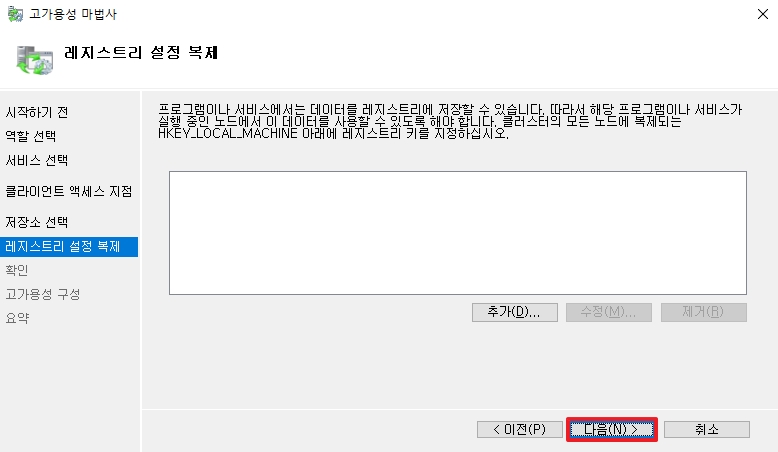 고가용성 마법사
레지스트리 설정 복제
시작하기 전
역할 선택
서비스 선택
클라이언트 액세스 지점
저장소 선택
레지스트리 설정 복제
확인
고가용성 구성
요약
프로그램이나 서비스에서는 데이터를 레지스트리에 저장할 수 있습니다. 따라서 해당 프로그램이나 서비스가
실행 중인 노드에서 이 데이터를 사용할 수 있도록 해야 합니다. 클러스터의 모든 노드에 복제되는
HKEY_LOCAL_MACHINE 아래에 레지스트리 키를 지정하십시오.
추가(D)...
수정(M)...
제거(R)
< 이전(P)
다음(N) >
취소